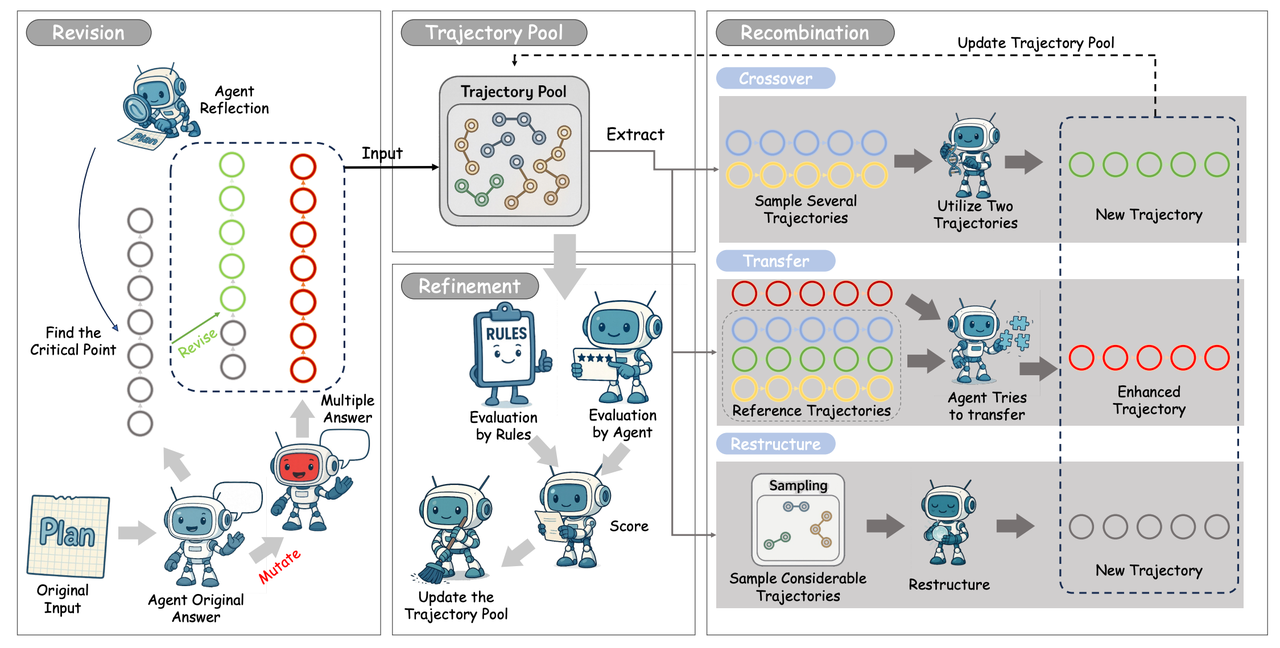 Revision
Agent
Reflection
Plan
Find the
Critical Point
Revise
Multiple
Answer
Plan
Original
Input
Agent Original
Answer
Mutate
Input
Trajectory Pool
Trajectory Pool
Extract
Refinement
RULES
Evaluation
by Rules
Evaluation
by Agent
Score
Update the
Trajectory Pool
Recombination
Update Trajectory Pool
Crossover
Sample Several
Trajectories
Utilize Two
Trajectories
New Trajectory
Transfer
Reference Trajectories
Agent Tries
to transfer
Enhanced
Trajectory
Restructure
Sampling
Sample Considerable
Trajectories
Restructure
New Trajectory